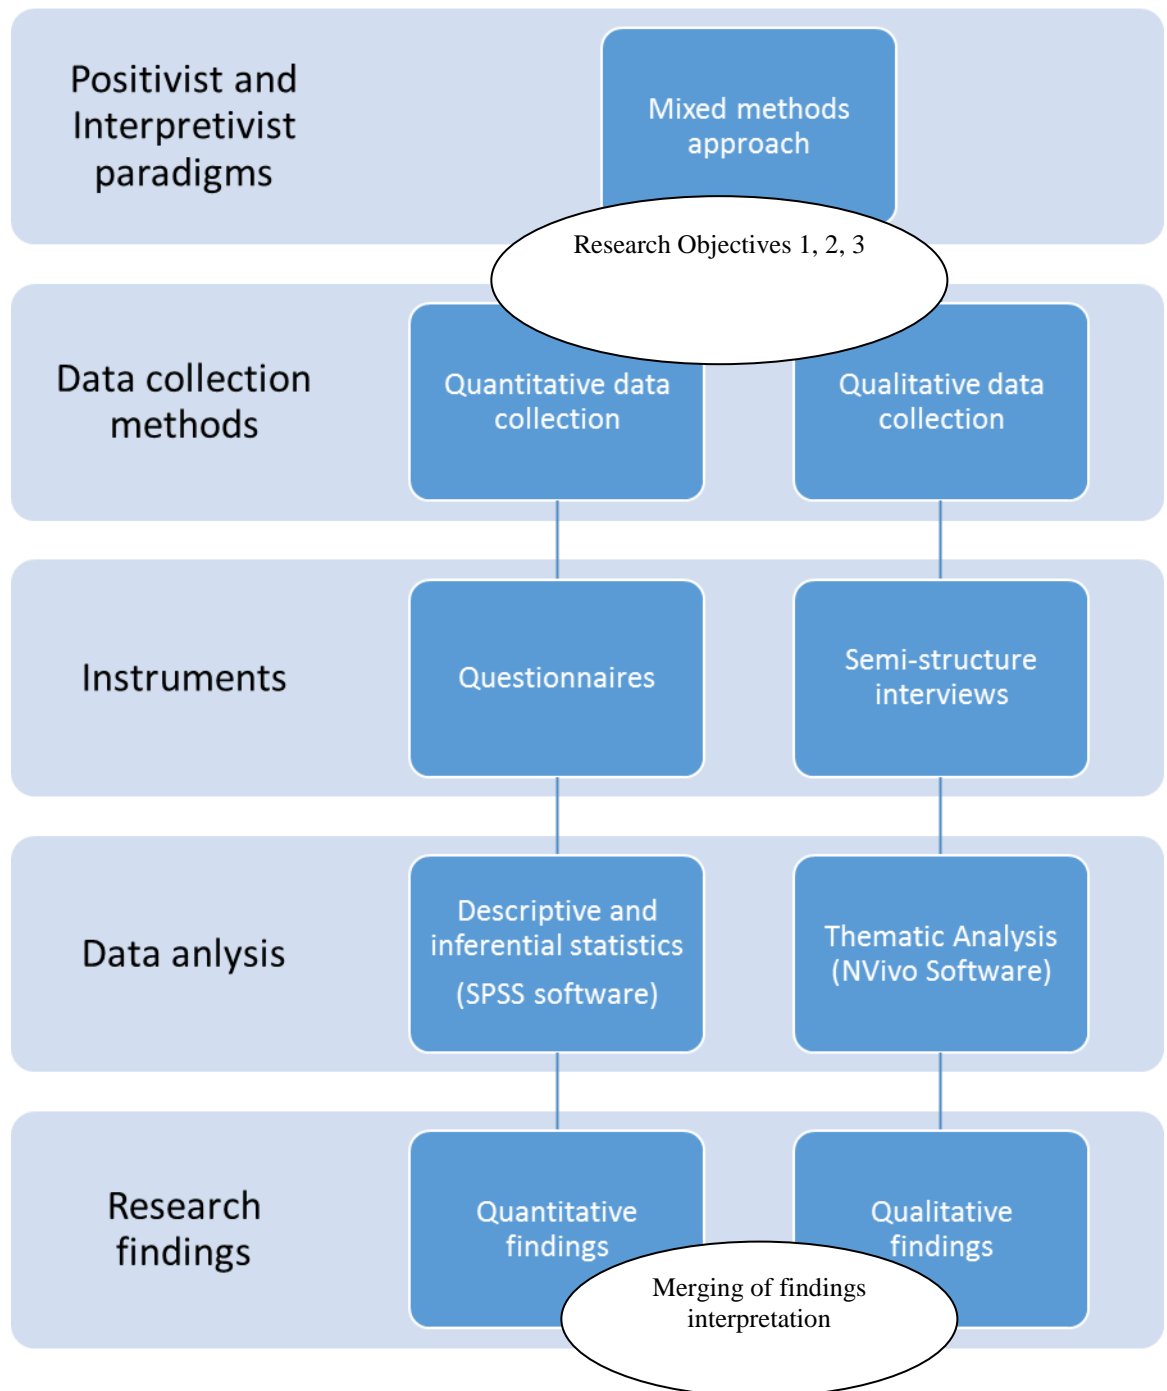 Positivist and
Interpretivist
paradigms
Mixed methods
approach
Research Objectives 1, 2, 3
Data collection
methods
Quantitative data
collection
Qualitative data
collection
Instruments
Questionnaires
Semi-structure
interviews
Data anlysis
Descriptive and
inferential statistics
(SPSS software)
Thematic Analysis
(NVivo Software)
Research
findings
Quantitative
findings
Qualitative
findings
Merging of findings
interpretation